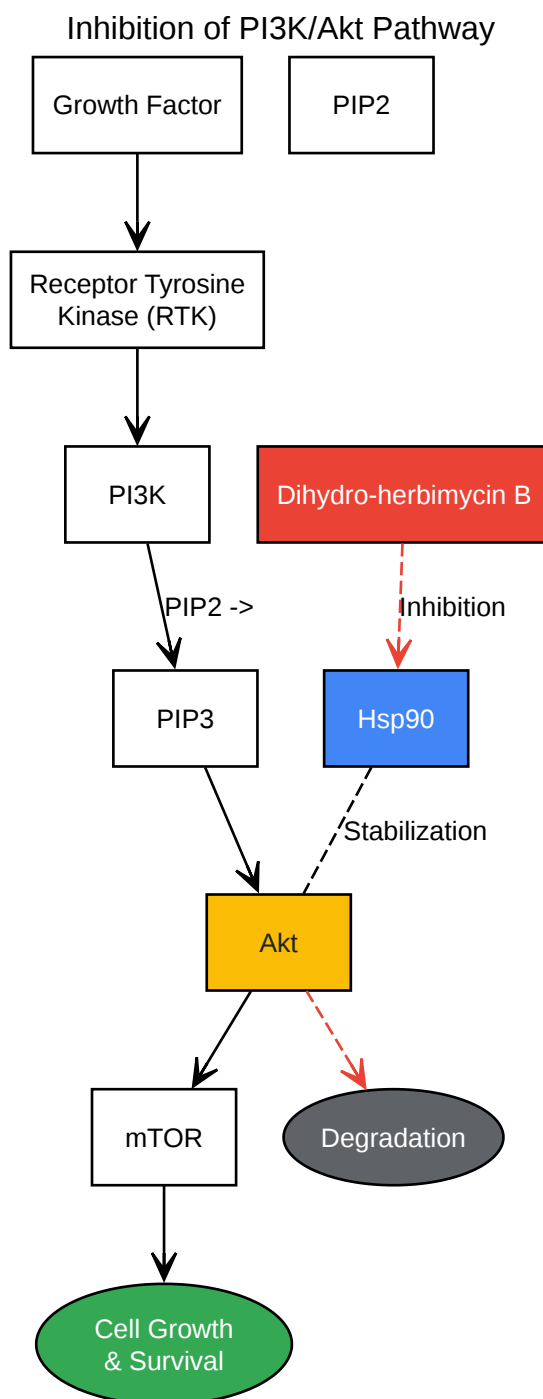 Inhibition of PI3K/Akt Pathway
Growth Factor
PIP2
Receptor Tyrosine
Kinase (RTK)
PI3K
Dihydro-herbimycin B
PIP2 ->
Inhibition
PIP3
Hsp90
Stabilization
Akt
mTOR
Degradation
Cell Growth
& Survival